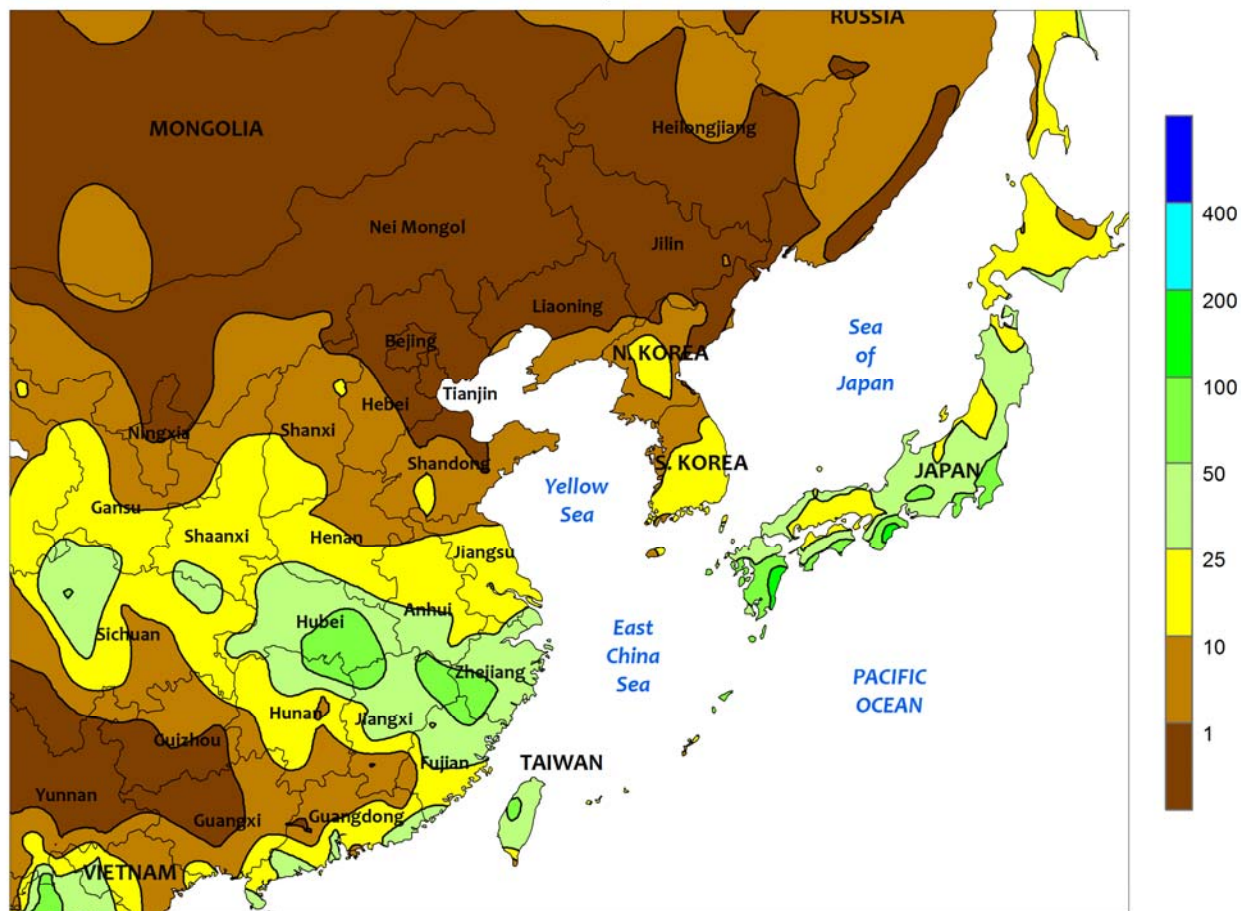 RUSSIA
MONGOLIA
Heilongjiang
400
Nei Mongol
Jilin
200
Liaoning
Sea
of
Japan
Bejing
N. KOREA
100
Tianjin
Hebei
Ningxia
Shanxi
Shandong
S. KOREA
JAPAN
50
Yellow
Sea
Gansu
Shaanxi
Henan
Jiangsu
25
Hubei
Anhui
Sichuan
East
China
Sea
10
Zhejiang
PACIFIC
OCEAN
Hunan
Jiangxi
1
Guizhou
Fujian
TAIWAN
Yunnan
Guangxi
Guangdong
VIETNAM